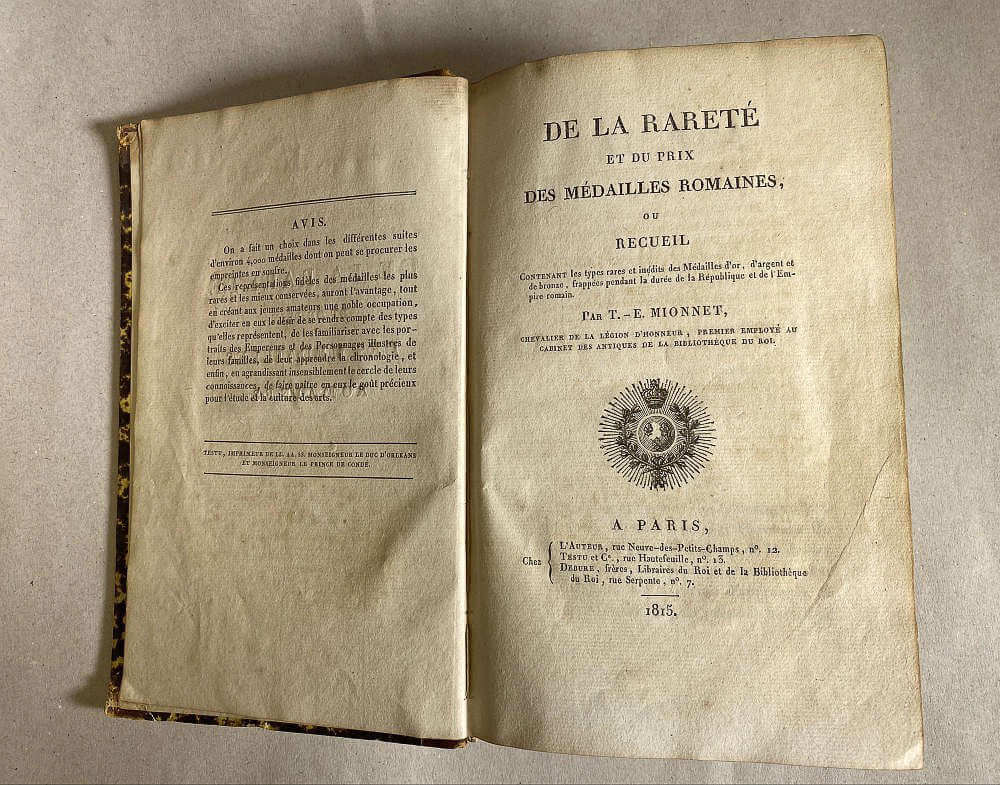 AVIS.
On a fait un choix dans les différentes suites
d'environ 4,000 médailles dont on peut se procurer les
empreintes en soufre.
Ces représentations fidèles des médailles les plus
rares et les mieux conservées, auront l'avantage, tout
en créant aux jeunes amateurs une noble occupation,
d'exciter en eux le désir de se rendre compte des types
qu'elles représentent, de les familiariser avec les por-
traits des Empereurs et des Personnages illustres de
leurs familles, de leur apprendre la chronologie, et
enfin, en agrandissant insensiblement le cercle de leurs
connoissances, de faire naître en eux le goût précieux
pour l'étude et la culture des arts.
TESTU, IMPRIMEUR DE LL. AA. SS. MONSEIGNEUR LE DUC D'ORLÉANS
ET MONSEIGNEUR LE PRINCE DE CONDÉ.
DE LA RARETÉ
ET DU PRIX
DES MÉDAILLES ROMAINES,
OU
RECUEIL
CONTENANT les types rares et inédits des Médailles d'or, d'argent et
de bronze, frappées pendant la durée de la République et de l'Em-
pire romain.
PAR T.-E. MIONNET,
CHEVALIER DE LA LÉGION D'HONNEUR, PREMIER EMPLOYÉ AU
CABINET DES ANTIQUES DE LA BIBLIOTHÈQUE DU ROI.
A PARIS,
Chez
L'AUTEUR, rue Neuve-des-Petits-Champs, nº. 12.
TESTU et Cᵉ., rue Hautefeuille, nº. 13.
DEBURE, frères, Libraires du Roi et de la Bibliothèque
du Roi, rue Serpente, nº. 7.
1815.